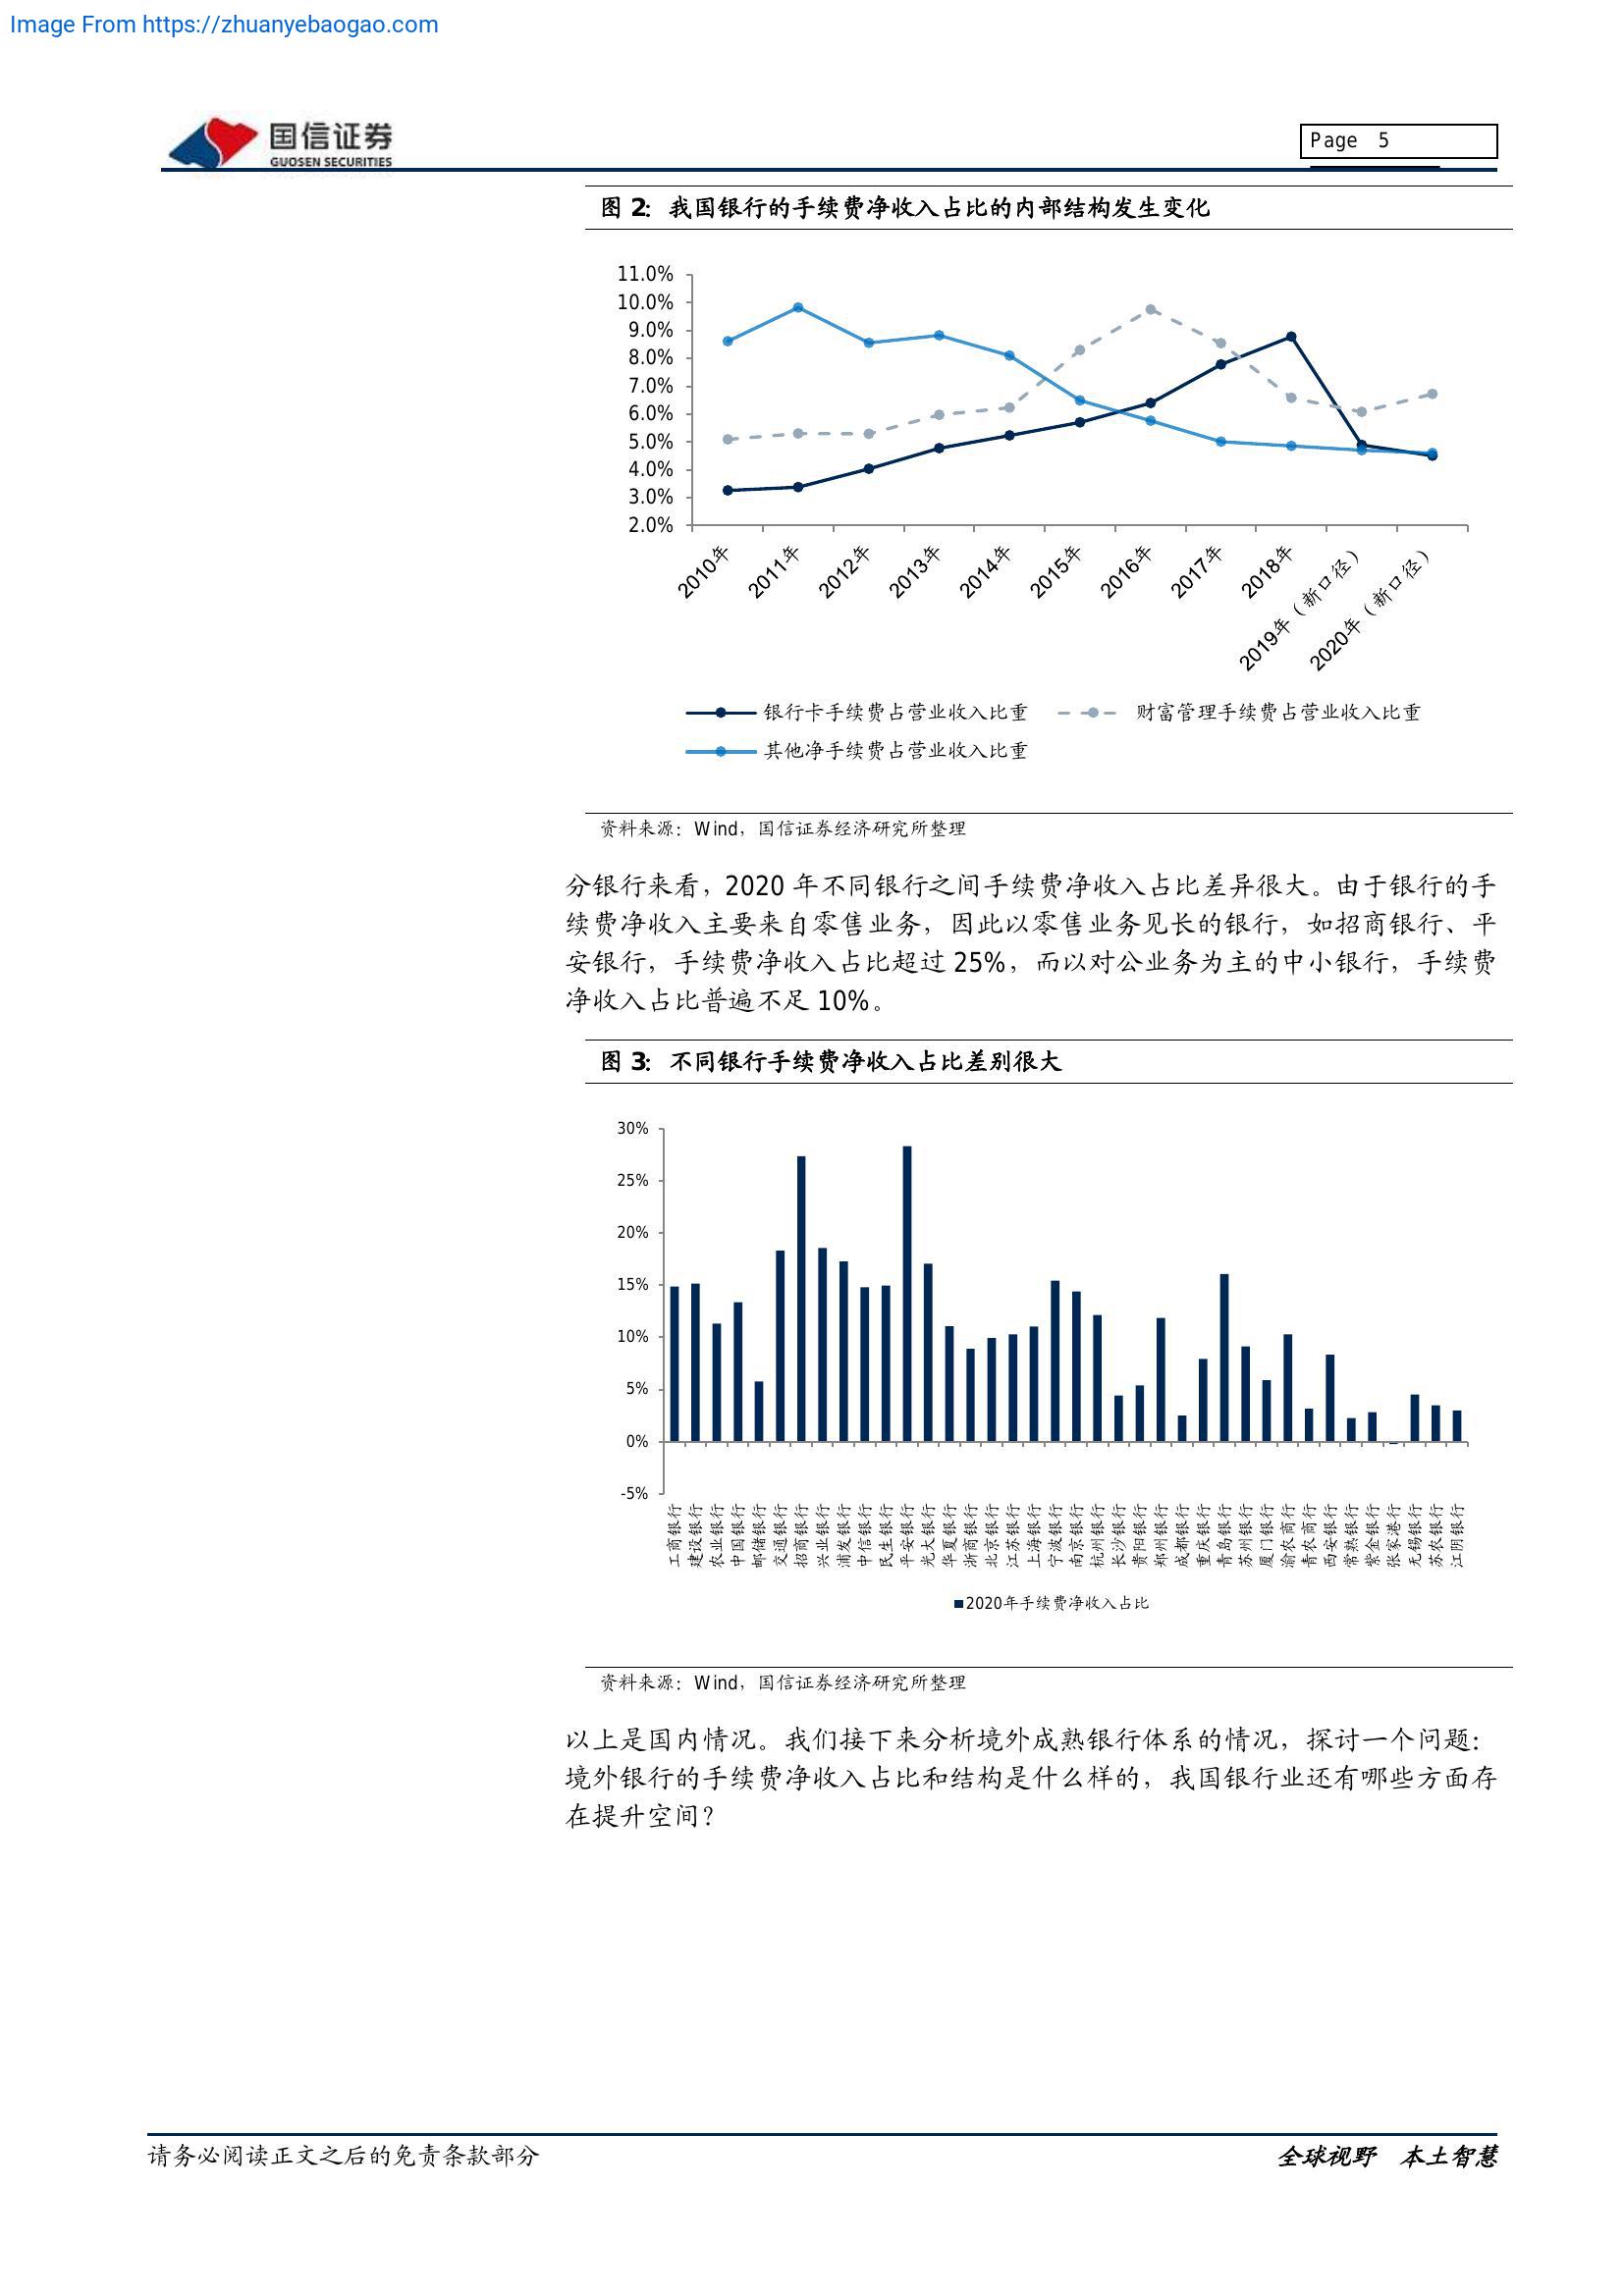 Image From https://zhuanyebaogao.com
国信证券
GUOSEN SECURITIES
Page 5
图 2：我国银行的手续费净收入占比的内部结构发生变化
11.0%
10.0%
9.0%
8.0%
7.0%
6.0%
5.0%
4.0%
3.0%
2.0%
2010年
2011年
2012年
2013年
2014年
2015年
2016年
2017年
2018年
2019年（新口径）
2020年（新口径）
银行卡手续费占营业收入比重
财富管理手续费占营业收入比重
其他净手续费占营业收入比重
资料来源：Wind，国信证券经济研究所整理
分银行来看，2020 年不同银行之间手续费净收入占比差异很大。由于银行的手
续费净收入主要来自零售业务，因此以零售业务见长的银行，如招商银行、平
安银行，手续费净收入占比超过 25%，而以对公业务为主的中小银行，手续费
净收入占比普遍不足 10%。
图 3：不同银行手续费净收入占比差别很大
30%
25%
20%
15%
10%
5%
0%
-5%
工商银行
建设银行
农业银行
中国银行
邮储银行
交通银行
招商银行
兴业银行
浦发银行
中信银行
民生银行
平安银行
光大银行
华夏银行
浙商银行
北京银行
江苏银行
上海银行
宁波银行
南京银行
杭州银行
长沙银行
贵阳银行
郑州银行
成都银行
重庆银行
青岛银行
苏州银行
厦门银行
渝农商行
青农商行
西安银行
常熟银行
紫金银行
张家港行
无锡银行
苏农银行
江阴银行
2020年手续费净收入占比
资料来源：Wind，国信证券经济研究所整理
以上是国内情况。我们接下来分析境外成熟银行体系的情况，探讨一个问题：
境外银行的手续费净收入占比和结构是什么样的，我国银行业还有哪些方面存
在提升空间？
请务必阅读正文之后的免责条款部分
全球视野 本土智慧